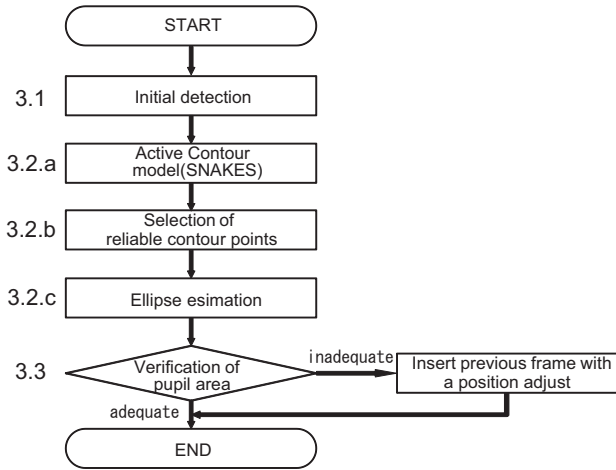 START
3.1
Initial detection
3.2.a
Active Contour
model(SNAKES)
3.2.b
Selection of
reliable contour points
3.2.c
Ellipse esimation
3.3
Verification of
pupil area
inadequate
Insert previous frame with
a position adjust
adequate
END